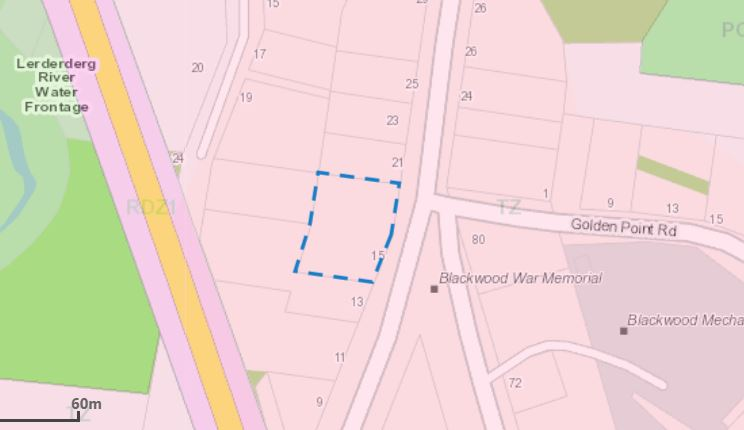 15
29
26
PC
17
26
Lerderderg
River
Water
Frontage
20
25
19
24
23
21
24
1
RDZ1
TZ
9
13
15
Golden Point Rd
80
15
Blackwood War Memorial
13
Blackwood Mecha
11
72
9
60m
TZ